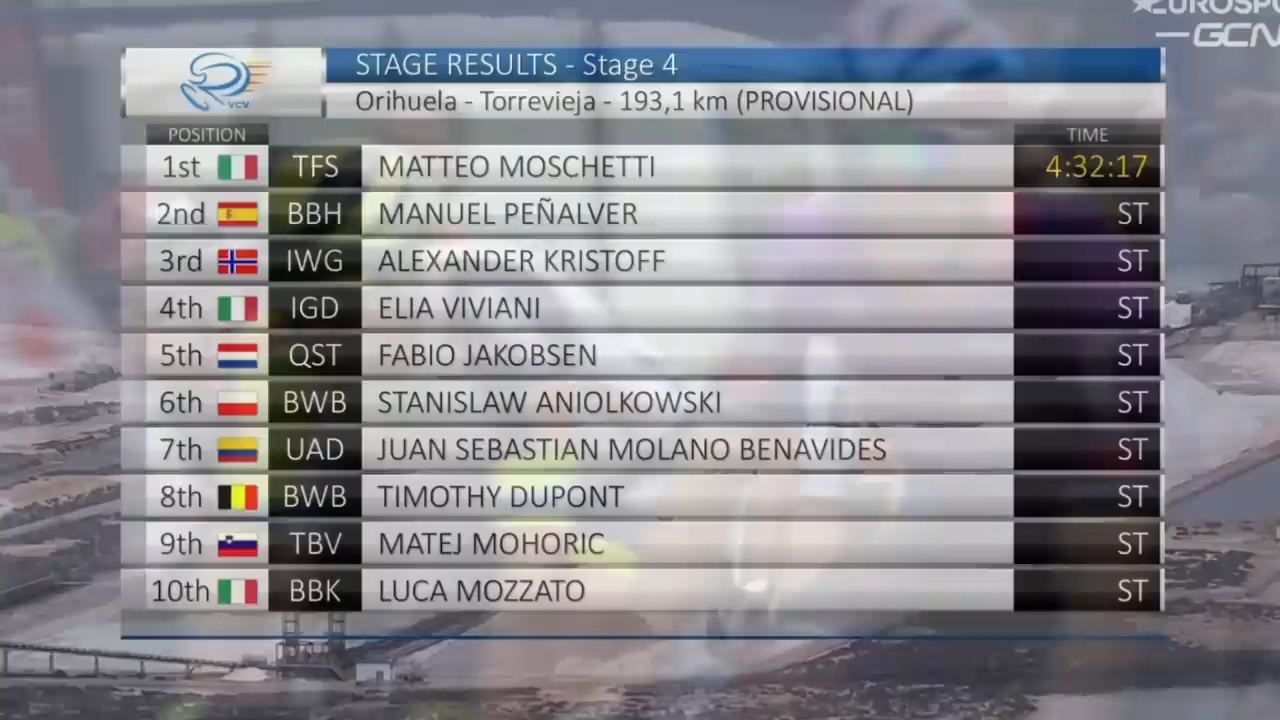 EUROSPO
GCN
VCV
STAGE RESULTS - Stage 4
Orihuela - Torrevieja - 193,1 km (PROVISIONAL)
POSITION TIME
1st TFS MATTEO MOSCHETTI 4:32:17
2nd BBH MANUEL PEÑALVER ST
3rd IWG ALEXANDER KRISTOFF ST
4th IGD ELIA VIVIANI ST
5th QST FABIO JAKOBSEN ST
6th BWB STANISLAW ANIOLKOWSKI ST
7th UAD JUAN SEBASTIAN MOLANO BENAVIDES ST
8th BWB TIMOTHY DUPONT ST
9th TBV MATEJ MOHORIC ST
10th BBK LUCA MOZZATO ST